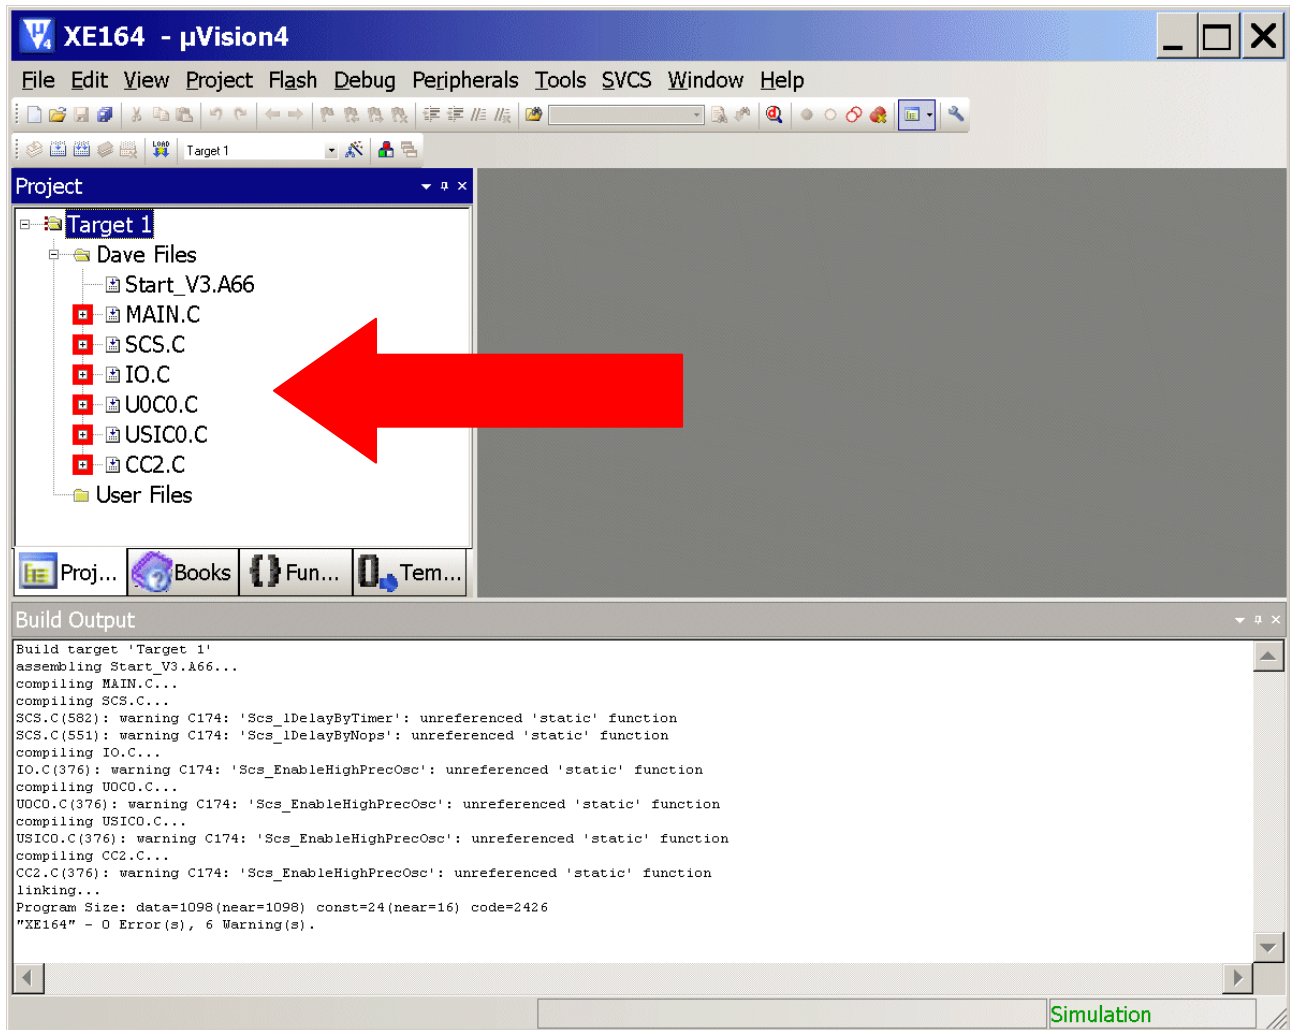 XE164 - µVision4
File Edit View Project Flash Debug Peripherals Tools SVCS Window Help
LOAD Target 1
Project
Target 1
Dave Files
Start_V3.A66
MAIN.C
SCS.C
IO.C
U0C0.C
USIC0.C
CC2.C
User Files
Proj... Books Fun... Tem...
Build Output
Build target 'Target 1'
assembling Start_V3.A66...
compiling MAIN.C...
compiling SCS.C...
SCS.C(582): warning C174: 'Scs_lDelayByTimer': unreferenced 'static' function
SCS.C(551): warning C174: 'Scs_lDelayByNops': unreferenced 'static' function
compiling IO.C...
IO.C(376): warning C174: 'Scs_EnableHighPrecOsc': unreferenced 'static' function
compiling U0C0.C...
U0C0.C(376): warning C174: 'Scs_EnableHighPrecOsc': unreferenced 'static' function
compiling USIC0.C...
USIC0.C(376): warning C174: 'Scs_EnableHighPrecOsc': unreferenced 'static' function
compiling CC2.C...
CC2.C(376): warning C174: 'Scs_EnableHighPrecOsc': unreferenced 'static' function
linking...
Program Size: data=1098(near=1098) const=24(near=16) code=2426
"XE164" - 0 Error(s), 6 Warning(s).
Simulation